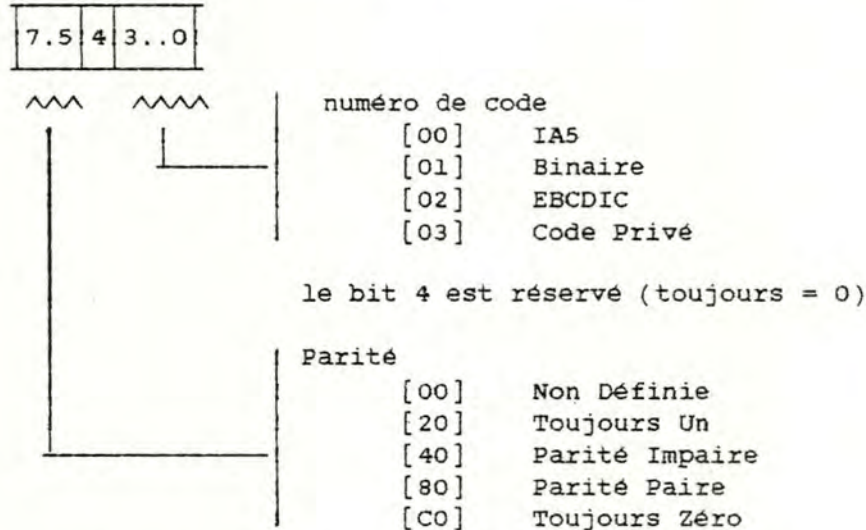 7.5 4 3..0
numéro de code
[00] IA5
[01] Binaire
[02] EBCDIC
[03] Code Privé
le bit 4 est réservé (toujours = 0)
Parité
[00] Non Définie
[20] Toujours Un
[40] Parité Impaire
[80] Parité Paire
[C0] Toujours Zéro